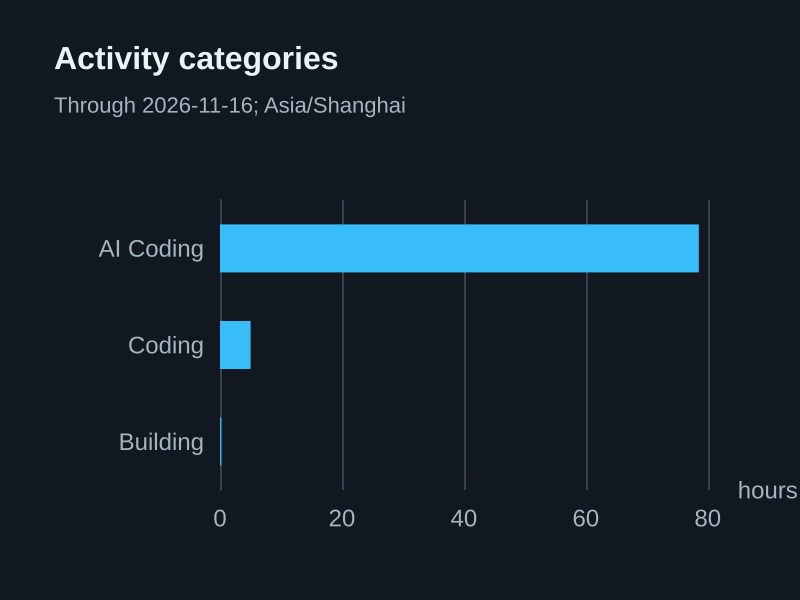 Activity categories
Through 2026-11-16; Asia/Shanghai
AI Coding
Coding
Building
hours
0 20 40 60 80